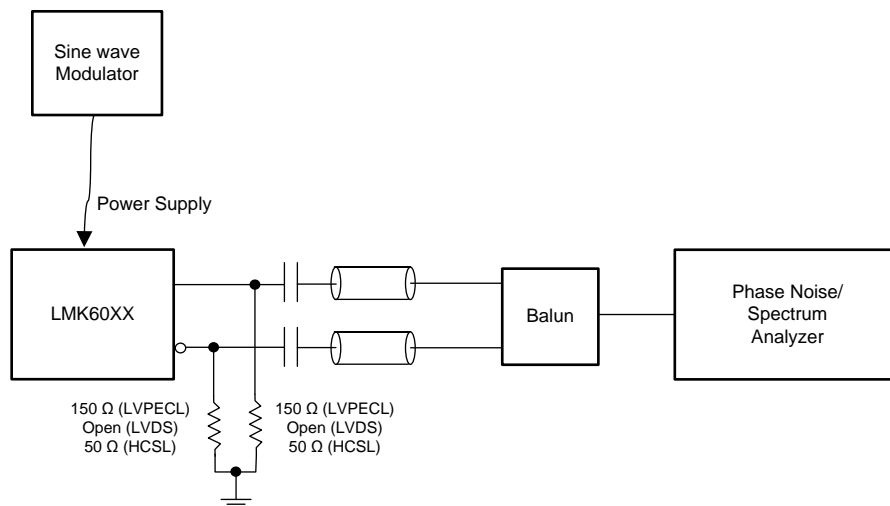 Sine wave
Modulator
Power Supply
LMK60XX
Balun
Phase Noise/
Spectrum
Analyzer
150 Ω (LVPECL)
Open (LVDS)
50 Ω (HCSL)
150 Ω (LVPECL)
Open (LVDS)
50 Ω (HCSL)